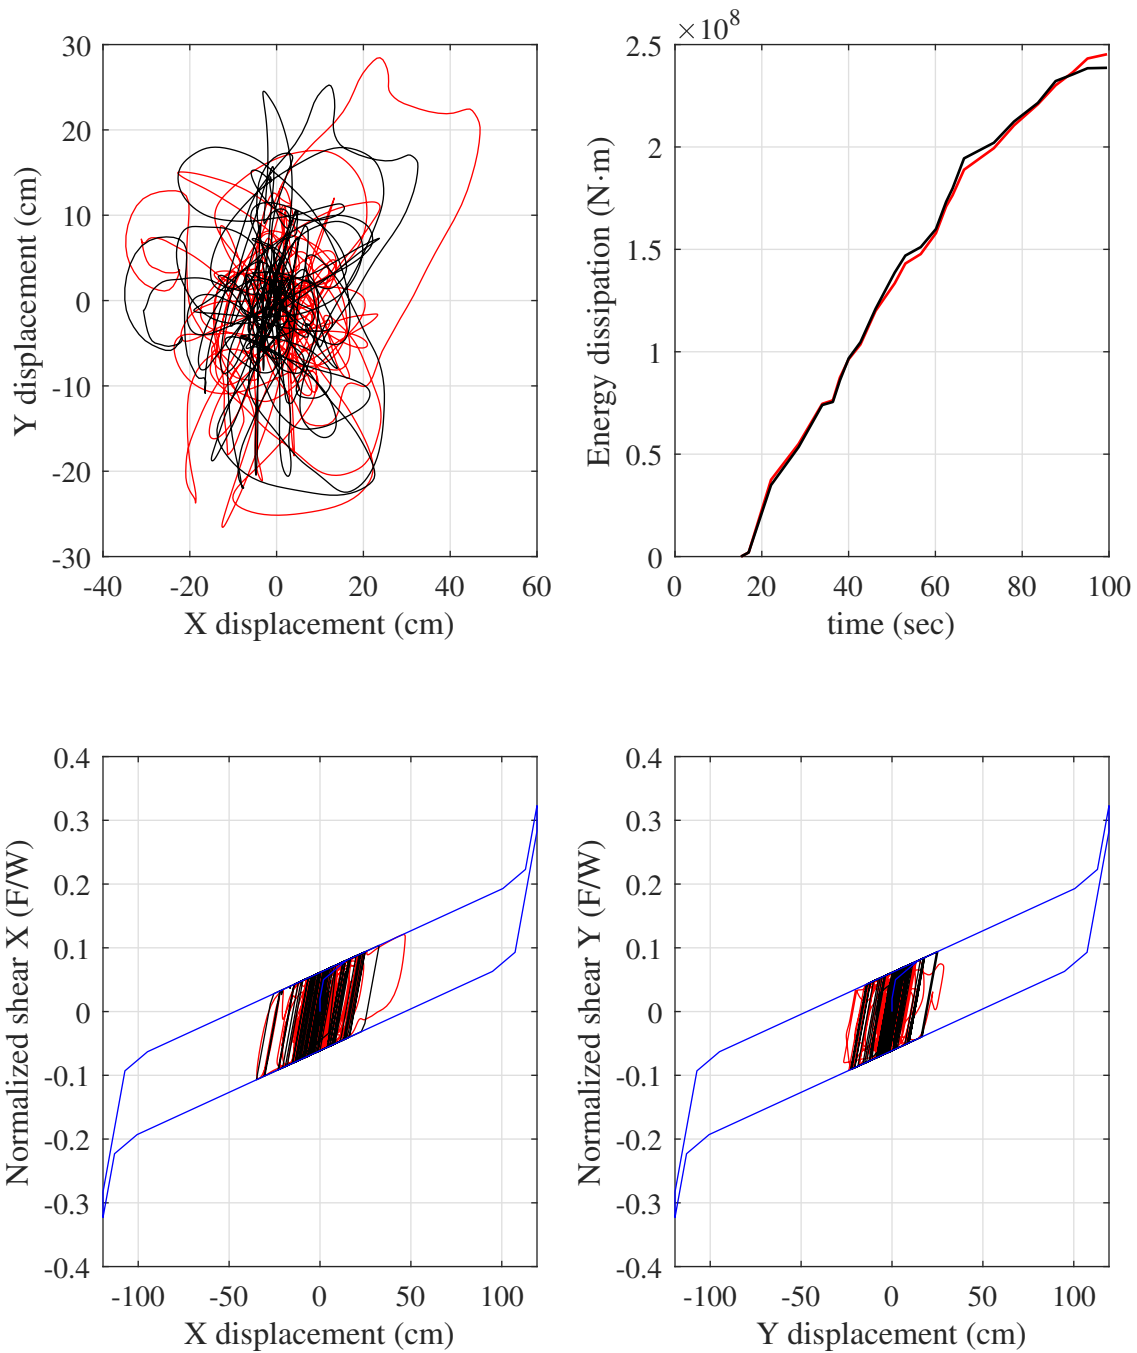 30
20
10
0
-10
-20
-30
Y displacement (cm)
-40 -20 0 20 40 60
X displacement (cm)
×10^8
2.5
2
1.5
1
0.5
0
Energy dissipation (N·m)
0 20 40 60 80 100
time (sec)
0.4
0.3
0.2
0.1
0
-0.1
-0.2
-0.3
-0.4
Normalized shear X (F/W)
-100 -50 0 50 100
X displacement (cm)
0.4
0.3
0.2
0.1
0
-0.1
-0.2
-0.3
-0.4
Normalized shear Y (F/W)
-100 -50 0 50 100
Y displacement (cm)